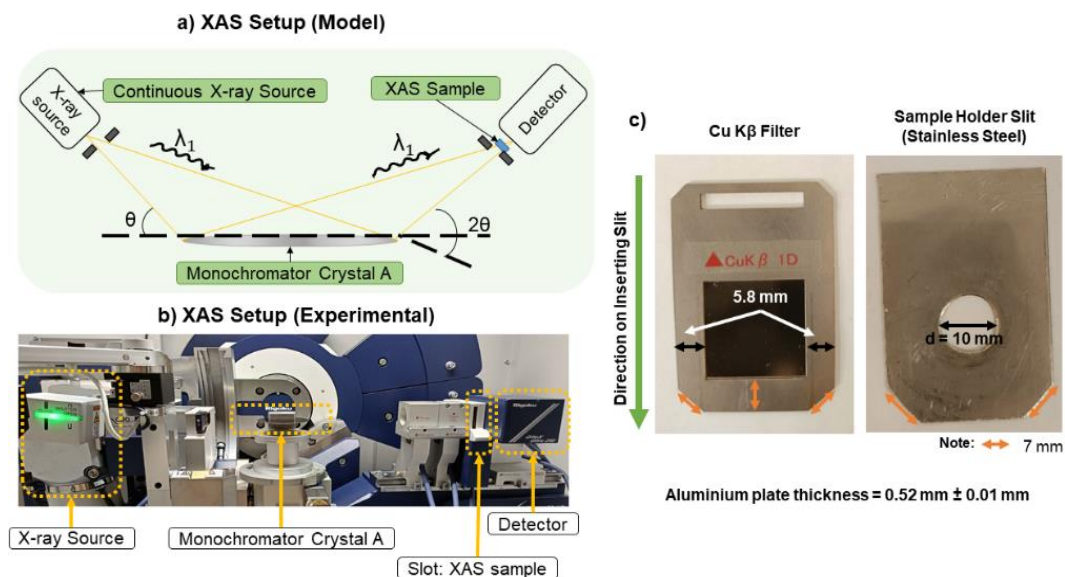 a) XAS Setup (Model)
X-ray
source
Continuous X-ray Source
XAS Sample
Detector
λ₁
λ₁
θ
2θ
Monochromator Crystal A
b) XAS Setup (Experimental)
Rigaku
X-ray Source
Monochromator Crystal A
Slot: XAS sample
Detector
c)
Cu Kβ Filter
Sample Holder Slit
(Stainless Steel)
Direction on Inserting Slit
▲CuK β 1D
5.8 mm
d = 10 mm
Note:
7 mm
Aluminium plate thickness = 0.52 mm ± 0.01 mm